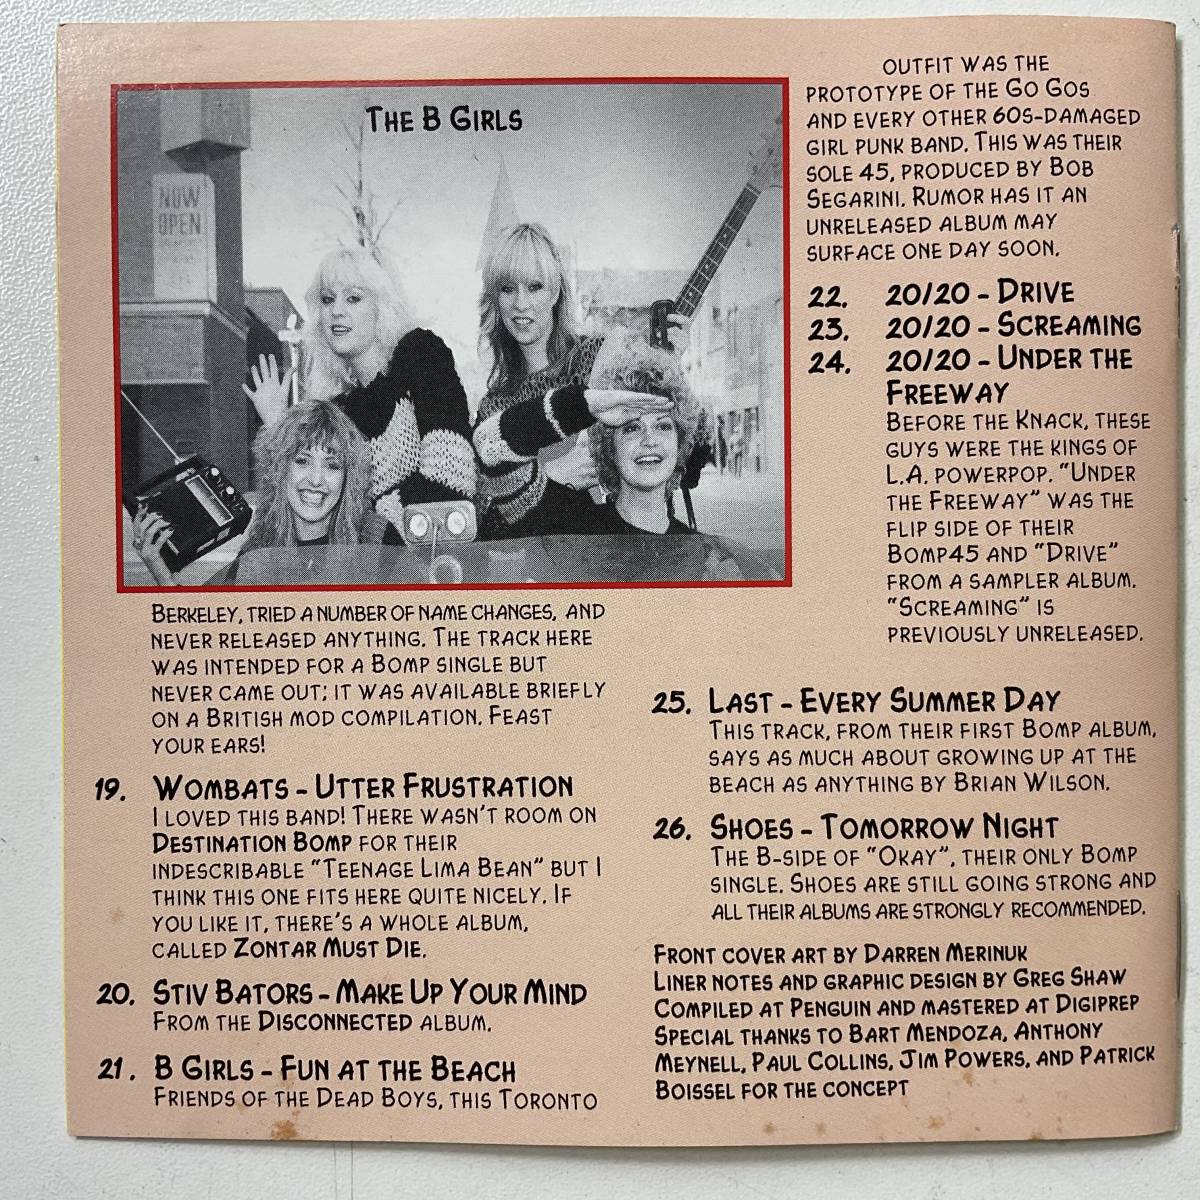 THE B GIRLS
NOW
OPEN
BERKELEY, TRIED A NUMBER OF NAME CHANGES, AND
NEVER RELEASED ANYTHING. THE TRACK HERE
WAS INTENDED FOR A BOMP SINGLE BUT
NEVER CAME OUT; IT WAS AVAILABLE BRIEFLY
ON A BRITISH MOD COMPILATION. FEAST
YOUR EARS!
19. WOMBATS - UTTER FRUSTRATION
I LOVED THIS BAND! THERE WASN'T ROOM ON
DESTINATION BOMP FOR THEIR
INDESCRIBABLE "TEENAGE LIMA BEAN" BUT I
THINK THIS ONE FITS HERE QUITE NICELY. IF
YOU LIKE IT, THERE'S A WHOLE ALBUM,
CALLED ZONTAR MUST DIE.
20. STIV BATORS - MAKE UP YOUR MIND
FROM THE DISCONNECTED ALBUM.
21. B GIRLS - FUN AT THE BEACH
FRIENDS OF THE DEAD BOYS, THIS TORONTO
OUTFIT WAS THE
PROTOTYPE OF THE GO GOS
AND EVERY OTHER 60S-DAMAGED
GIRL PUNK BAND. THIS WAS THEIR
SOLE 45, PRODUCED BY BOB
SEGARINI. RUMOR HAS IT AN
UNRELEASED ALBUM MAY
SURFACE ONE DAY SOON.
22. 20/20 - DRIVE
23. 20/20 - SCREAMING
24. 20/20 - UNDER THE
FREEWAY
BEFORE THE KNACK, THESE
GUYS WERE THE KINGS OF
L.A. POWERPOP. "UNDER
THE FREEWAY" WAS THE
FLIP SIDE OF THEIR
BOMP45 AND "DRIVE"
FROM A SAMPLER ALBUM.
"SCREAMING" IS
PREVIOUSLY UNRELEASED.
25. LAST - EVERY SUMMER DAY
THIS TRACK, FROM THEIR FIRST BOMP ALBUM,
SAYS AS MUCH ABOUT GROWING UP AT THE
BEACH AS ANYTHING BY BRIAN WILSON.
26. SHOES - TOMORROW NIGHT
THE B-SIDE OF "OKAY", THEIR ONLY BOMP
SINGLE. SHOES ARE STILL GOING STRONG AND
ALL THEIR ALBUMS ARE STRONGLY RECOMMENDED.
FRONT COVER ART BY DARREN MERINUK
LINER NOTES AND GRAPHIC DESIGN BY GREG SHAW
COMPILED AT PENGUIN AND MASTERED AT DIGIPREP
SPECIAL THANKS TO BART MENDOZA, ANTHONY
MEYNELL, PAUL COLLINS, JIM POWERS, AND PATRICK
BOISSEL FOR THE CONCEPT